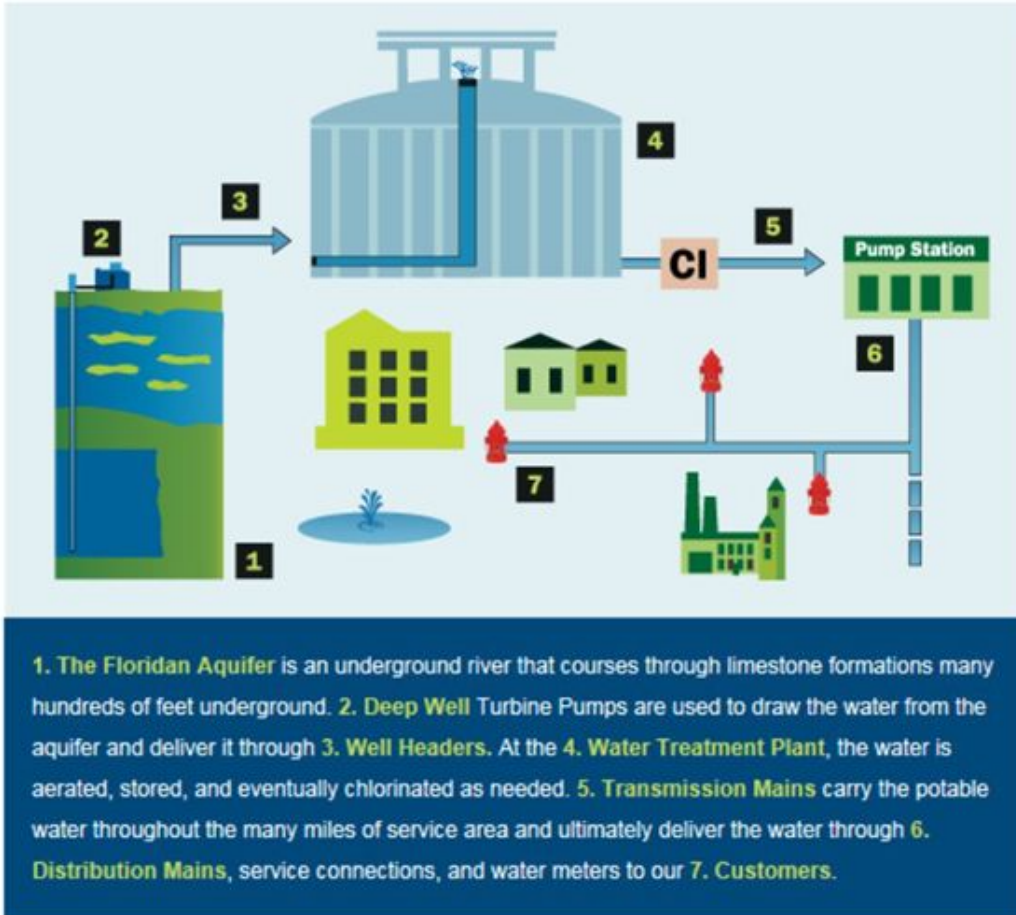 4
3
2
5
Cl
Pump Station
6
7
1
1. The Floridan Aquifer is an underground river that courses through limestone formations many
hundreds of feet underground. 2. Deep Well Turbine Pumps are used to draw the water from the
aquifer and deliver it through 3. Well Headers. At the 4. Water Treatment Plant, the water is
aerated, stored, and eventually chlorinated as needed. 5. Transmission Mains carry the potable
water throughout the many miles of service area and ultimately deliver the water through 6.
Distribution Mains, service connections, and water meters to our 7. Customers.